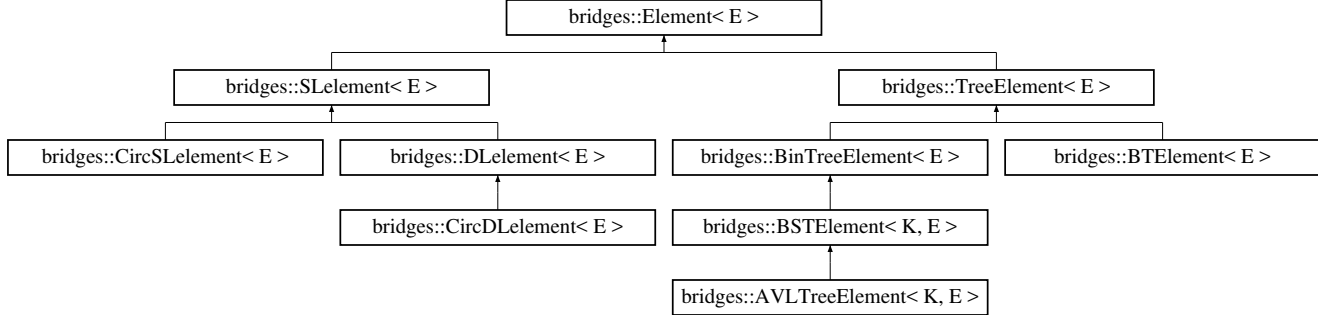 bridges::Element< E >
bridges::SLelement< E >
bridges::TreeElement< E >
bridges::CircSLelement< E >
bridges::DLelement< E >
bridges::BinTreeElement< E >
bridges::BTElement< E >
bridges::CircDLelement< E >
bridges::BSTElement< K, E >
bridges::AVLTreeElement< K, E >